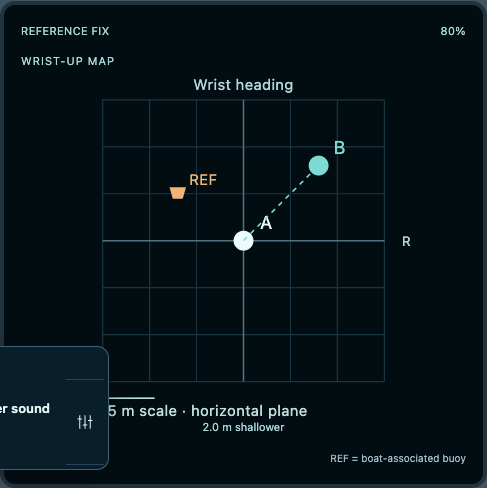 REFERENCE FIX 80%
WRIST-UP MAP
Wrist heading
B
REF
A
R
5 m scale · horizontal plane
sound
2.0 m shallower
REF = boat-associated buoy